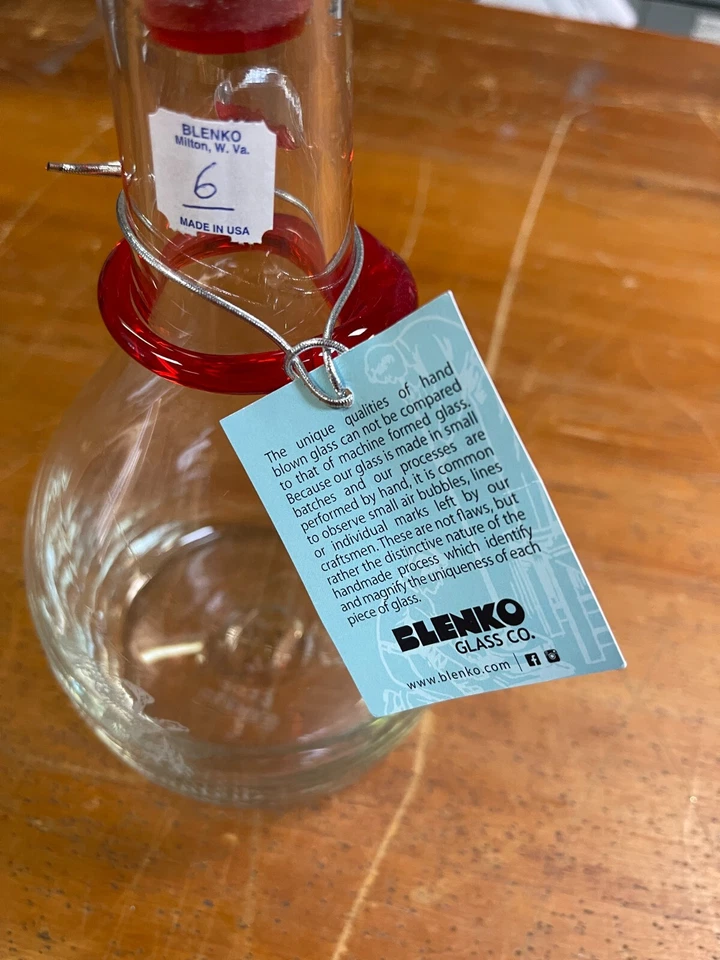 BLENKO
Milton, W. Va.
6
MADE IN USA
The unique qualities of hand
blown glass can not be compared
to that of machine formed glass.
Because our glass is made in small
batches and our processes are
performed by hand, it is common
to observe small air bubbles, lines
or individual marks left by our
craftsmen. These are not flaws, but
rather the distinctive nature of the
handmade process which identify
and magnify the uniqueness of each
piece of glass.
BLENKO
GLASS CO.
www.blenko.com |